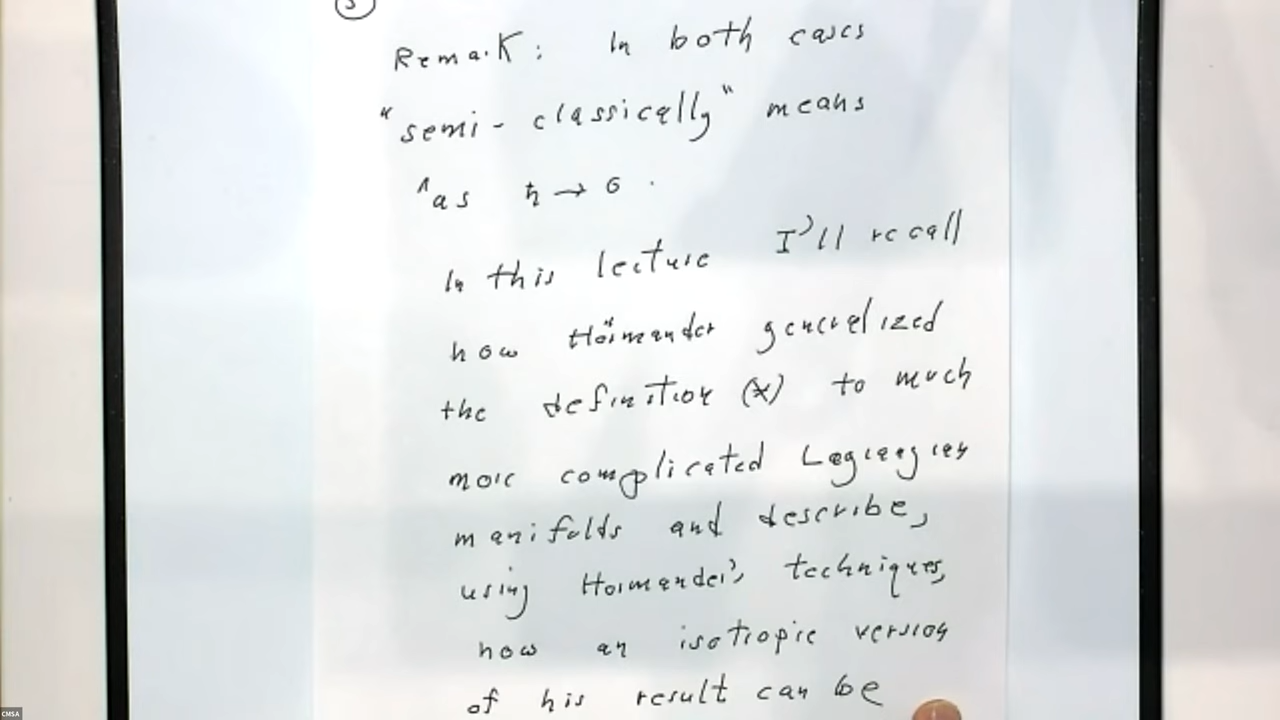 Remark: In both cases
"semi-classically" means
"as ħ → 0.
In this lecture I'll recall
how Hörmander generalized
the definition (*) to much
more complicated Lagrangian
manifolds and describe,
using Hormander's techniques,
how an isotropic version
of his result can be
CMSA